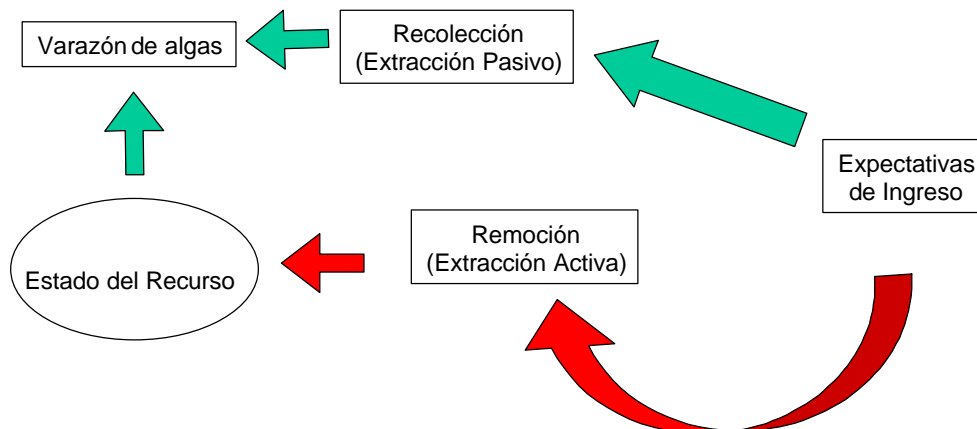 Varazón de algas
Recolección
(Extracción Pasivo)
Expectativas
de Ingreso
Remoción
(Extracción Activa)
Estado del Recurso